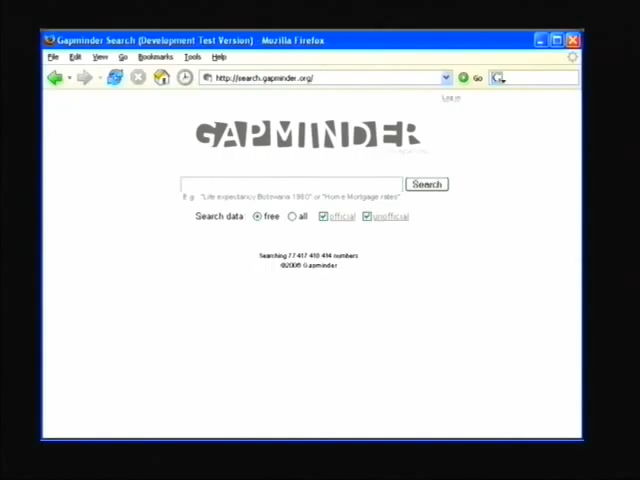 Gapminder Search (Development Test Version) - Mozilla Firefox
File Edit View Go Bookmarks Tools Help
http://search.gapminder.org/ Go
Log in
GAPMINDER
Search
E.g. "Life expectancy Botswana 1980" or "Home Mortgage rates"
Search data: free all official unofficial
Searching 77 417 410 414 numbers
©2006 Gapminder